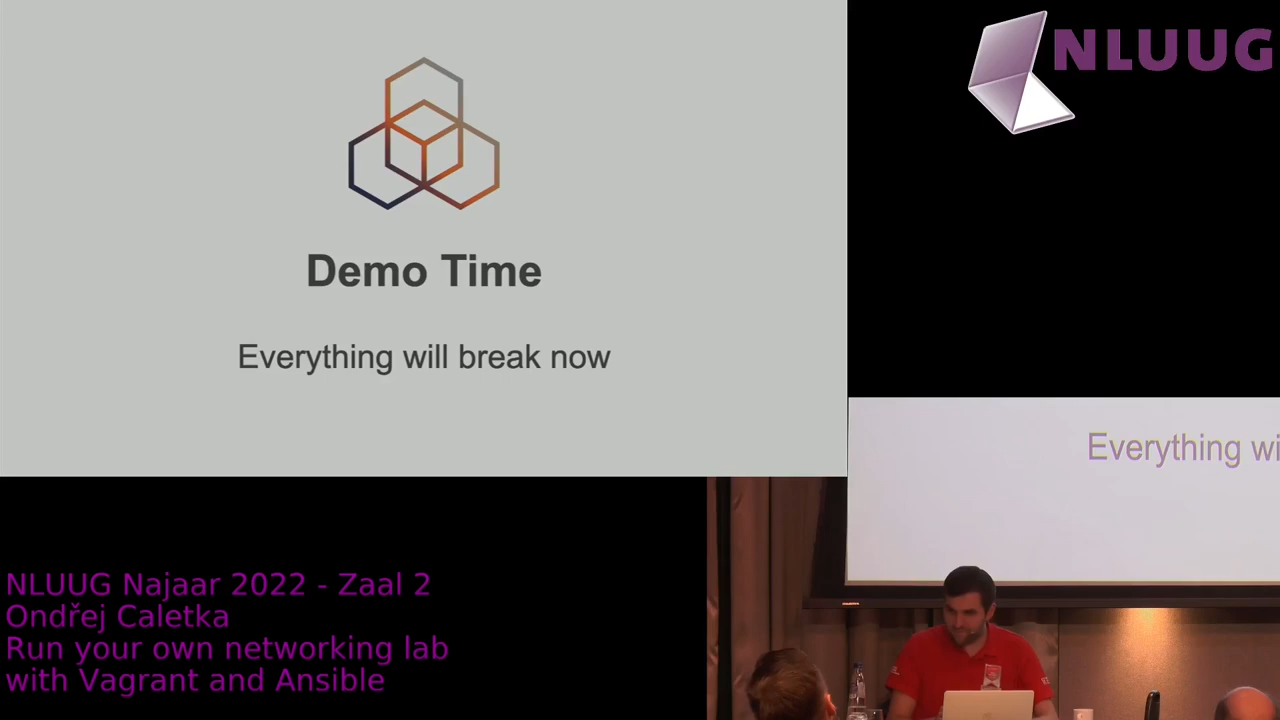 Demo Time
Everything will break now
NLUUG
Everything wi
NLUUG Najaar 2022 - Zaal 2
Ondřej Caletka
Run your own networking lab
with Vagrant and Ansible